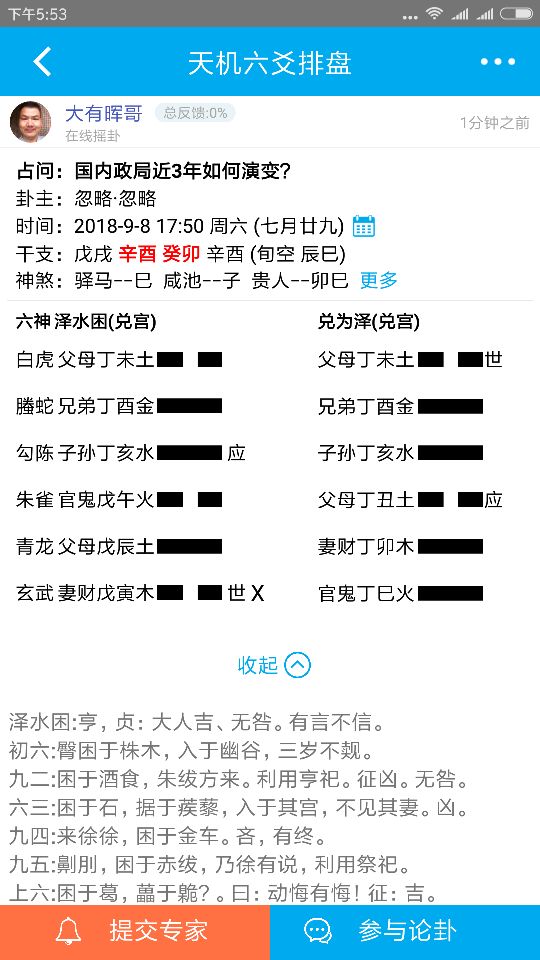 下午5:53
天机六爻排盘
大有晖哥 总反馈:0%
在线摇卦
1分钟之前
占问：国内政局近3年如何演变？
卦主：忽略·忽略
时间：2018-9-8 17:50 周六 (七月廿九)
干支：戊戌 辛酉 癸卯 辛酉 (旬空 辰巳)
神煞：驿马--巳 咸池--子 贵人--卯巳 更多
六神 泽水困(兑宫) 兑为泽(兑宫)
白虎 父母丁未土 父母丁未土 世
螣蛇 兄弟丁酉金 兄弟丁酉金
勾陈 子孙丁亥水 应 子孙丁亥水
朱雀 官鬼戊午火 父母丁丑土 应
青龙 父母戊辰土 妻财丁卯木
玄武 妻财戊寅木 世 X 官鬼丁巳火
收起
泽水困:亨，贞：大人吉、无咎。有言不信。
初六:臀困于株木，入于幽谷，三岁不觌。
九二:困于酒食，朱绂方来。利用亨祀。征凶。无咎。
六三:困于石，据于蒺藜，入于其宫，不见其妻。凶。
九四:来徐徐，困于金车。吝，有终。
九五:劓刖，困于赤绂，乃徐有说，利用祭祀。
上六:困于葛，藟于臲？。曰：动悔有悔！征：吉。
提交专家
参与论卦